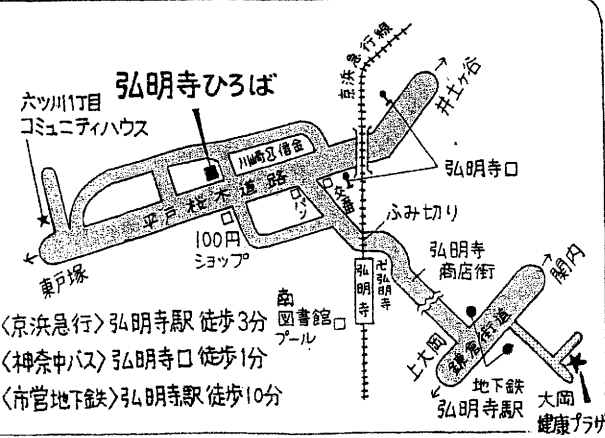 京浜急行線
井土ヶ谷
弘明寺ひろば
六ツ川1丁目
コミュニティハウス
川崎信金
弘明寺口
平戸桜木道路
交番
パン
100円
ショップ
ふみ切り
東戸塚
弘明寺
卍弘明寺
弘明寺
商店街
関内
南
図書館
プール
鎌倉街道
上大岡
地下鉄
弘明寺駅
大岡
健康プラザ
〈京浜急行〉弘明寺駅 徒歩3分
〈神奈中バス〉弘明寺口 徒歩1分
〈市営地下鉄〉弘明寺駅 徒歩10分